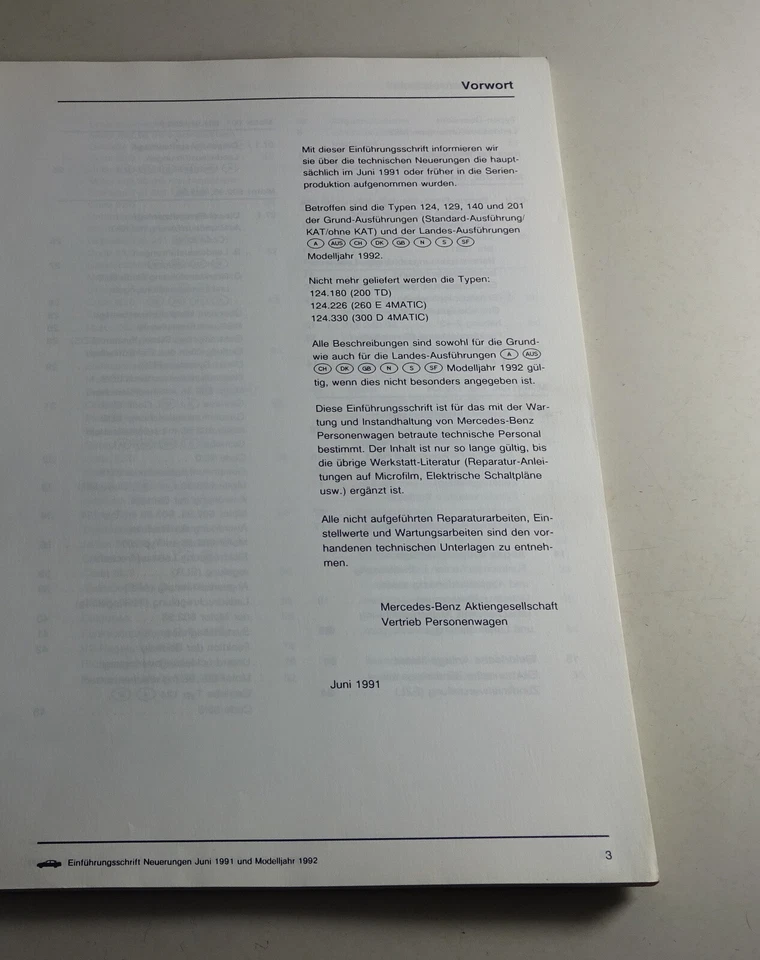 Vorwort
Mit dieser Einführungsschrift informieren wir
sie über die technischen Neuerungen die haupt-
sächlich im Juni 1991 oder früher in die Serien-
produktion aufgenommen wurden.
Betroffen sind die Typen 124, 129, 140 und 201
der Grund-Ausführungen (Standard-Ausführung/
KAT/ohne KAT) und der Landes-Ausführungen
A AUS CH DK GB N S SF
Modelljahr 1992.
Nicht mehr geliefert werden die Typen:
124.180 (200 TD)
124.226 (260 E 4MATIC)
124.330 (300 D 4MATIC)
Alle Beschreibungen sind sowohl für die Grund-
wie auch für die Landes-Ausführungen A AUS
CH DK GB N S SF Modelljahr 1992 gül-
tig, wenn dies nicht besonders angegeben ist.
Diese Einführungsschrift ist für das mit der War-
tung und Instandhaltung von Mercedes-Benz
Personenwagen betraute technische Personal
bestimmt. Der Inhalt ist nur so lange gültig, bis
die übrige Werkstatt-Literatur (Reparatur-Anlei-
tungen auf Microfilm, Elektrische Schaltpläne
usw.) ergänzt ist.
Alle nicht aufgeführten Reparaturarbeiten, Ein-
stellwerte und Wartungsarbeiten sind den vor-
handenen technischen Unterlagen zu entneh-
men.
Mercedes-Benz Aktiengesellschaft
Vertrieb Personenwagen
Juni 1991
Einführungsschrift Neuerungen Juni 1991 und Modelljahr 1992
3